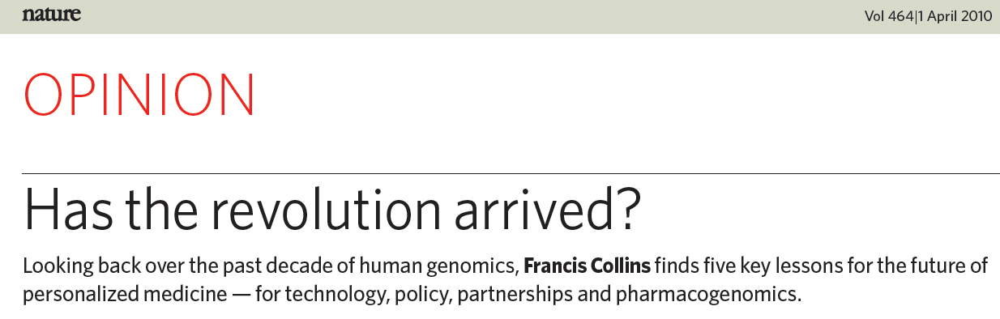 nature
Vol 464|1 April 2010
OPINION
Has the revolution arrived?
Looking back over the past decade of human genomics, Francis Collins finds five key lessons for the future of
personalized medicine — for technology, policy, partnerships and pharmacogenomics.